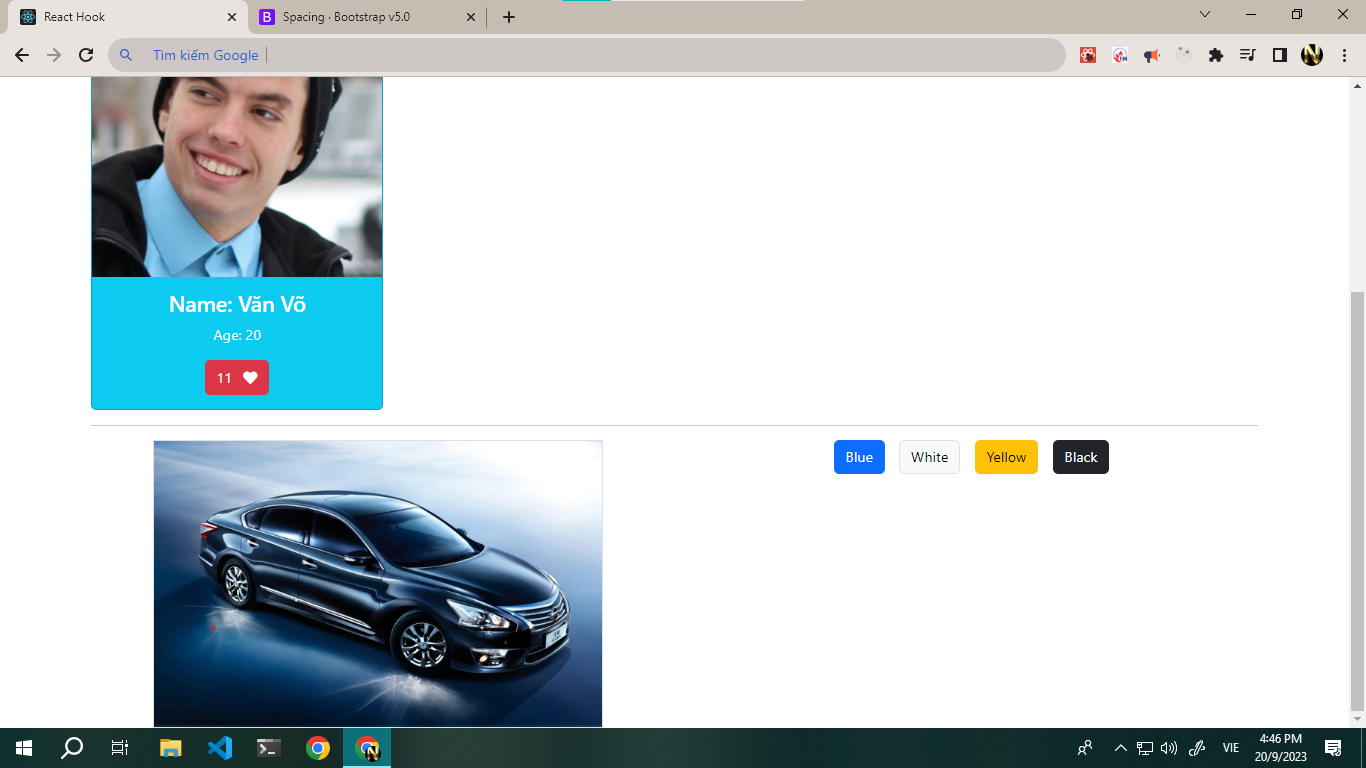 React Hook
Spacing · Bootstrap v5.0
Tìm kiếm Google
Name: Văn Võ
Age: 20
11
Blue White Yellow Black
VIE
4:46 PM
20/9/2023